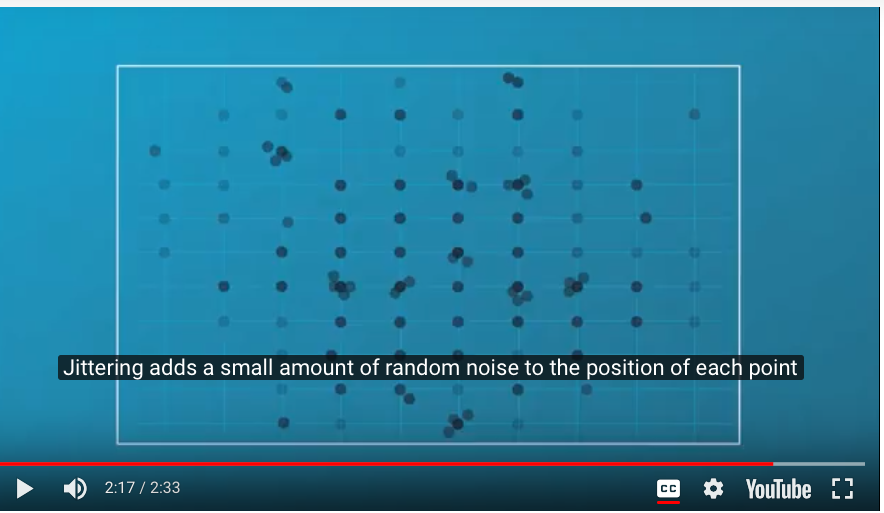 Jittering adds a small amount of random noise to the position of each point
2:17 / 2:33
CC
YouTube